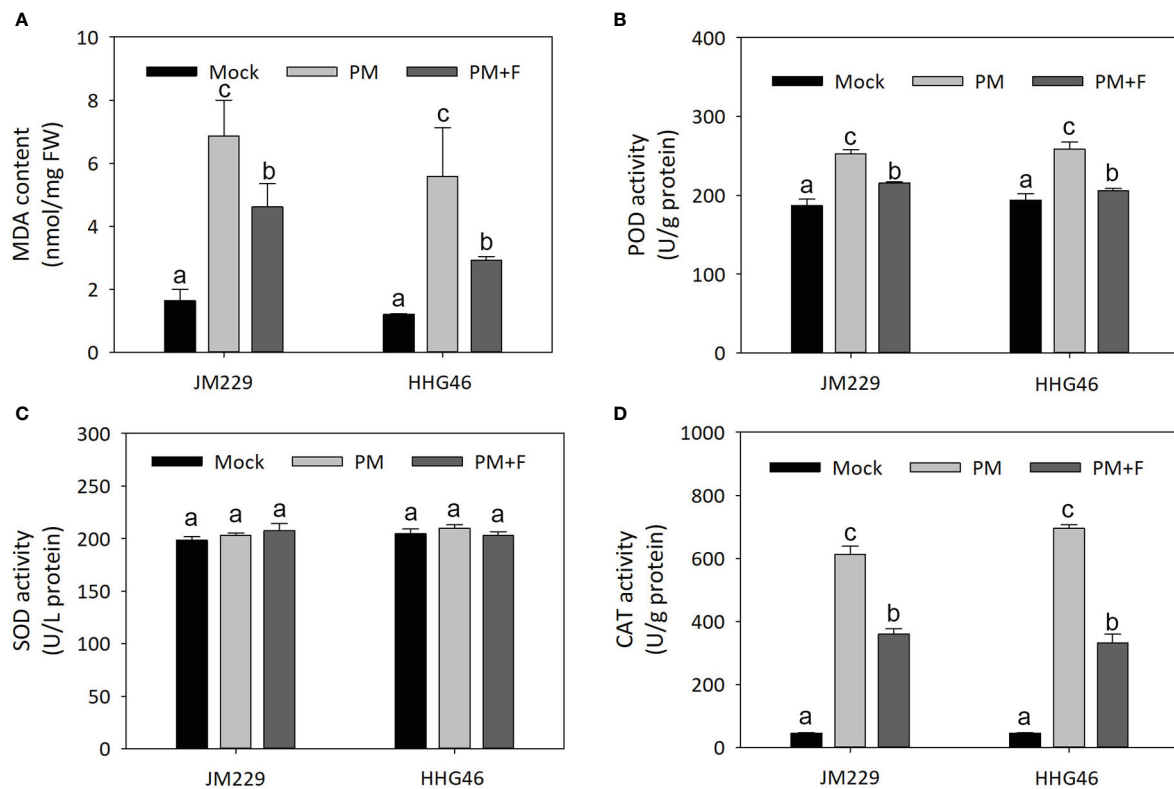 A
MDA content
(nmol/mg FW)
10
8
6
4
2
0
Mock PM PM+F
a c b a c b
JM229 HHG46
B
POD activity
(U/g protein)
400
300
200
100
0
Mock PM PM+F
a c b a c b
JM229 HHG46
C
SOD activity
(U/L protein)
300
250
200
150
100
50
0
Mock PM PM+F
a a a a a a
JM229 HHG46
D
CAT activity
(U/g protein)
1000
800
600
400
200
0
Mock PM PM+F
a c b a c b
JM229 HHG46